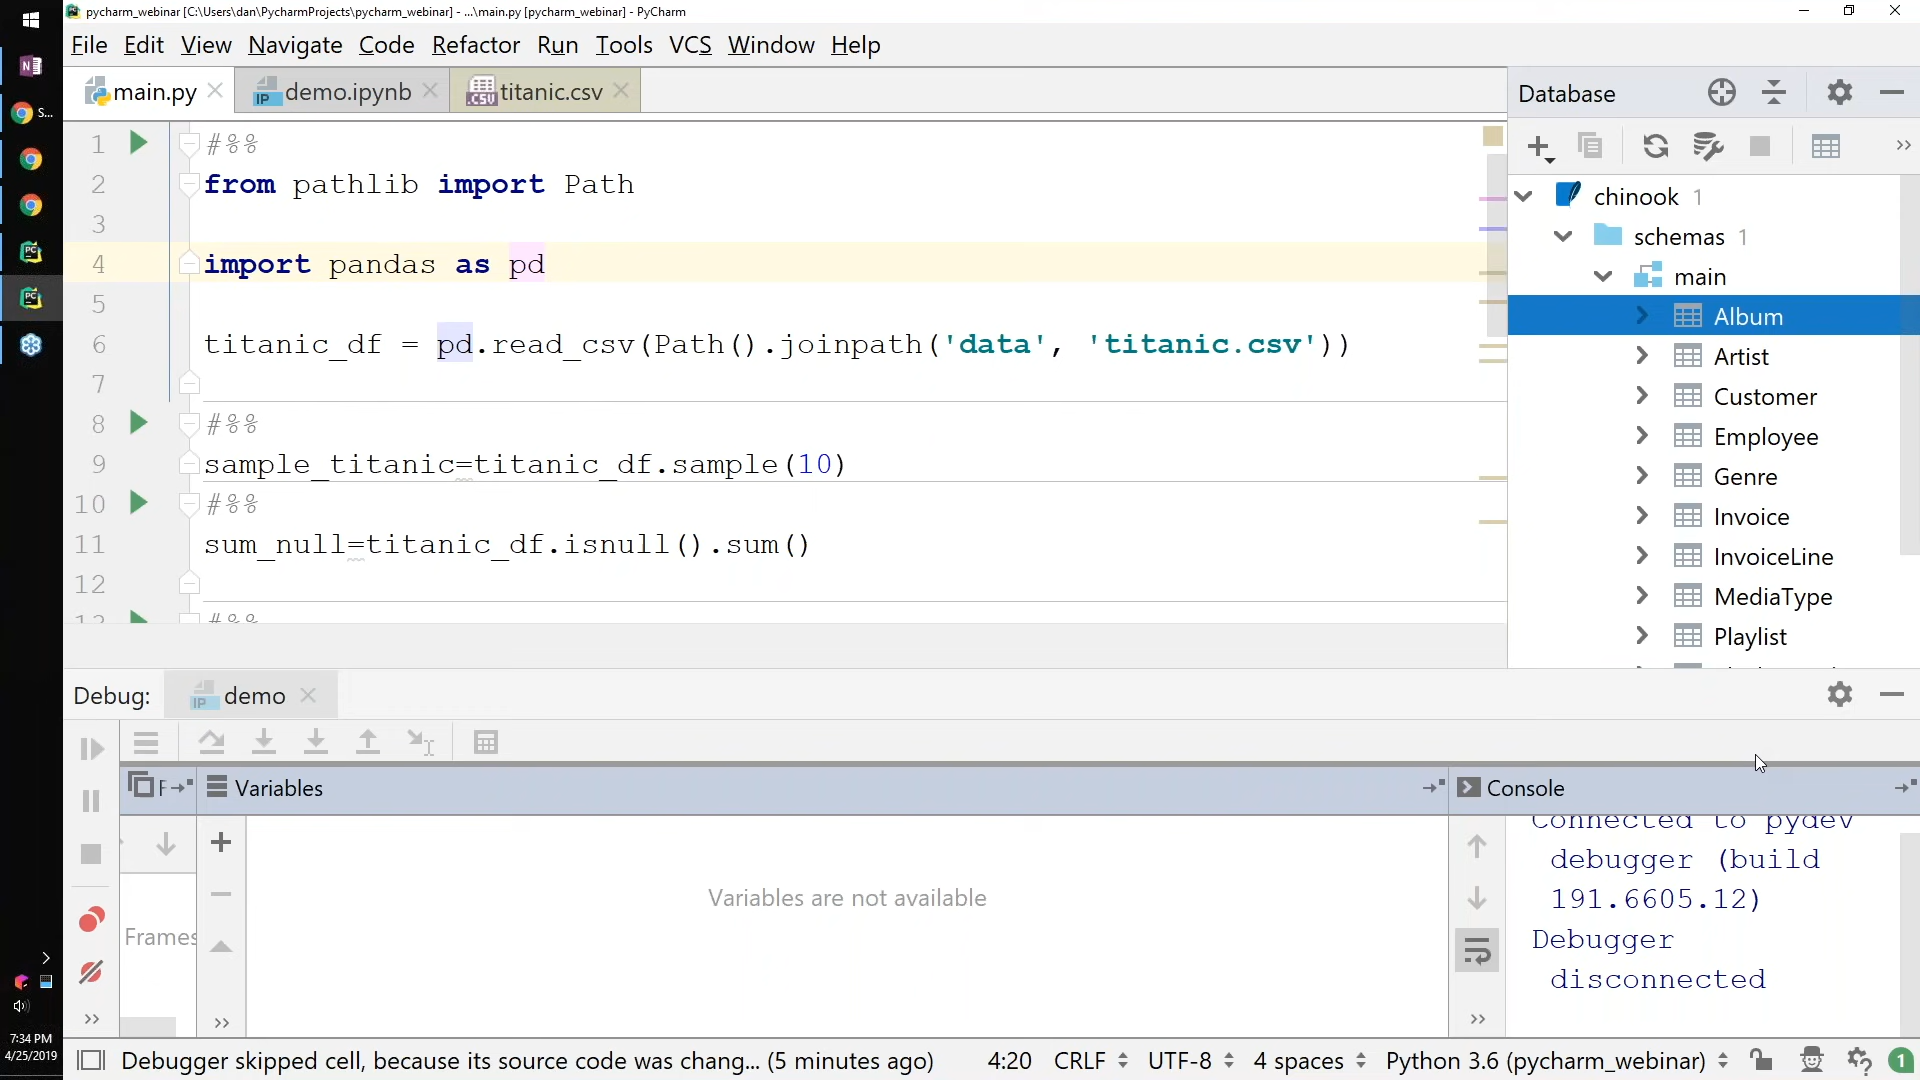 pycharm_webinar [C:\Users\dan\PycharmProjects\pycharm_webinar] - ...\main.py [pycharm_webinar] - PyCharm
File Edit View Navigate Code Refactor Run Tools VCS Window Help
main.py demo.ipynb titanic.csv
Database
1 #%%
2 from pathlib import Path
3
4 import pandas as pd
5
6 titanic_df = pd.read_csv(Path().joinpath('data', 'titanic.csv'))
7
8 #%%
9 sample_titanic=titanic_df.sample(10)
10 #%%
11 sum_null=titanic_df.isnull().sum()
12
13 #%%
chinook 1
schemas 1
main
Album
Artist
Customer
Employee
Genre
Invoice
InvoiceLine
MediaType
Playlist
Debug: demo
F Variables
Console
Frames
Variables are not available
Connected to pydev
debugger (build
191.6605.12)
Debugger
disconnected
S...
7:34 PM
4/25/2019
Debugger skipped cell, because its source code was chang... (5 minutes ago) 4:20 CRLF UTF-8 4 spaces Python 3.6 (pycharm_webinar) 1